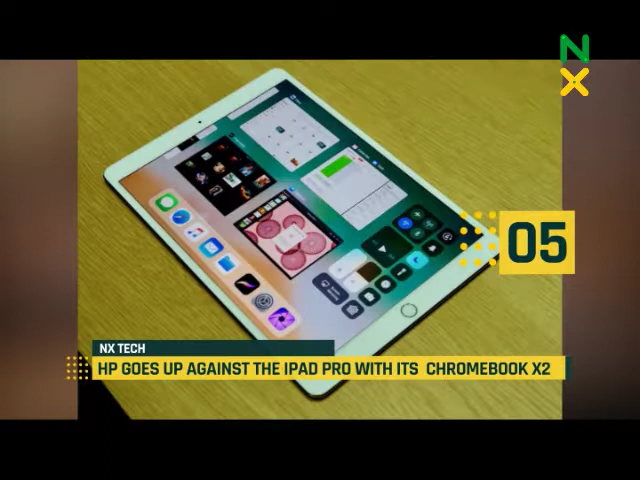 NX
05
NX TECH
HP GOES UP AGAINST THE IPAD PRO WITH ITS CHROMEBOOK X2